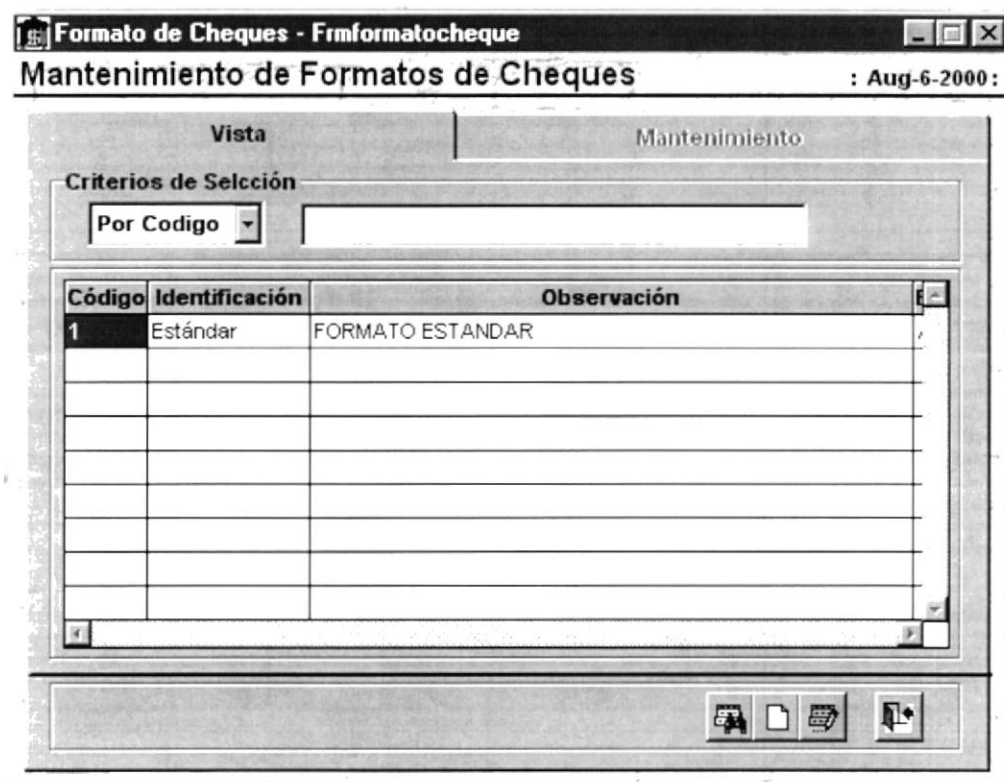 Formato de Cheques - Frmformatocheque
Mantenimiento de Formatos de Cheques : Aug-6-2000 :
Vista Mantenimiento
Criterios de Selcción
Por Codigo
Código Identificación Observación
1 Estándar FORMATO ESTANDAR